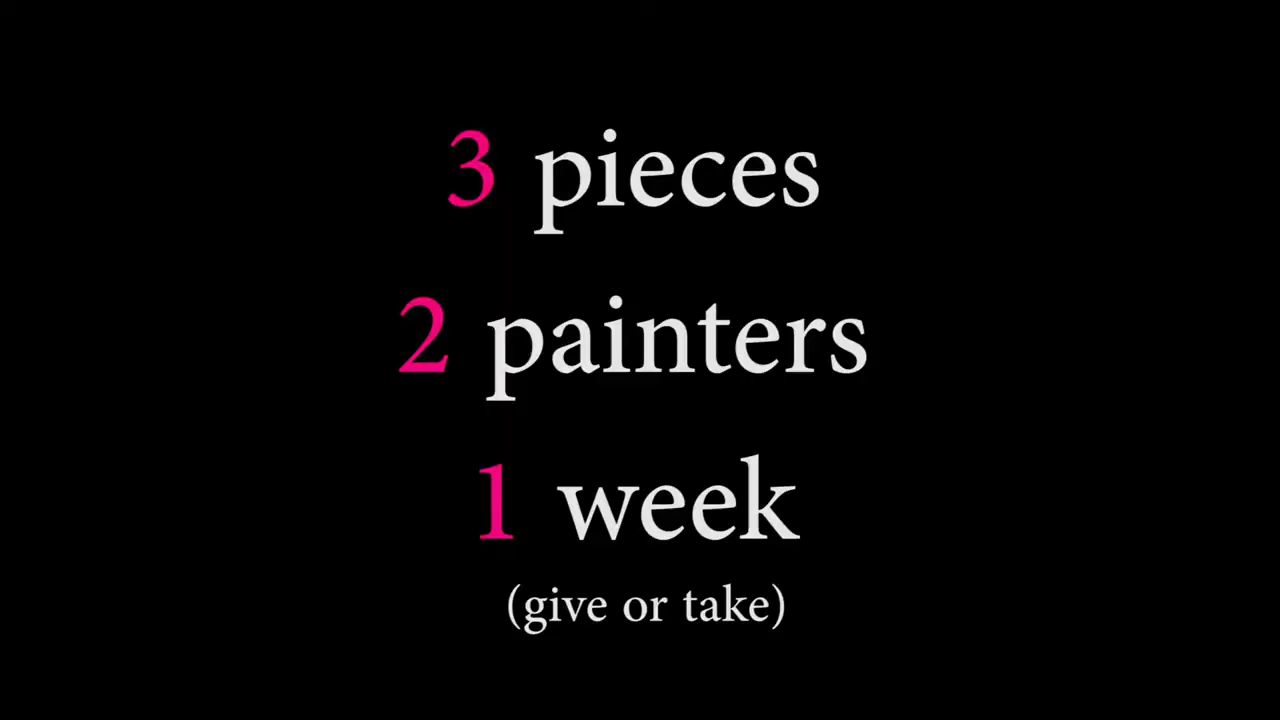 3 pieces
2 painters
1 week
(give or take)